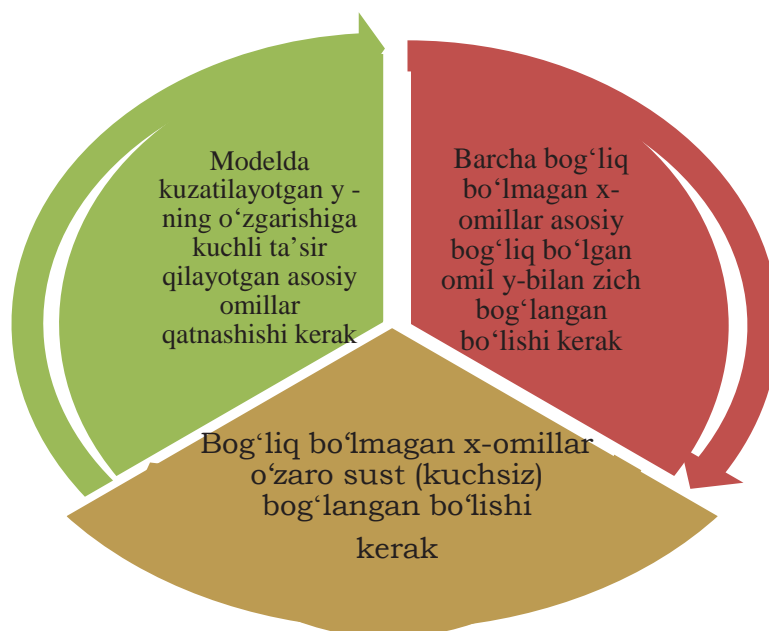 Modelda
kuzatilayotgan y -
ning o‘zgarishiga
kuchli ta’sir
qilayotgan asosiy
omillar
qatnashishi kerak
Barcha bog‘liq
bo‘lmagan x-
omillar asosiy
bog‘liq bo‘lgan
omil y-bilan zich
bog‘langan
bo‘lishi kerak
Bog‘liq bo‘lmagan x-omillar
o‘zaro sust (kuchsiz)
bog‘langan bo‘lishi
kerak